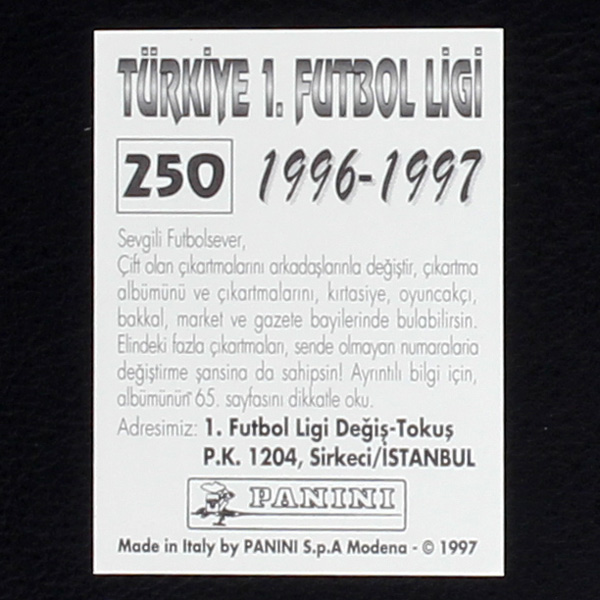 TÜRKİYE 1. FUTBOL LİGİ
250 1996-1997
Sevgili Futbolsever,
Çift olan çıkartmalarını arkadaşlarınla değiştir, çıkartma
albümünü ve çıkartmalarını, kırtasiye, oyuncakçı,
bakkal, market ve gazete bayilerinde bulabilirsin.
Elindeki fazla çıkartmaları, sende olmayan numaralarla
değiştirme şansına da sahipsin! Ayrıntılı bilgi için,
albümünün 65. sayfasını dikkatle oku.
Adresimiz: 1. Futbol Ligi Değiş-Tokuş
P.K. 1204, Sirkeci/İSTANBUL
PANINI
Made in Italy by PANINI S.p.A Modena - © 1997